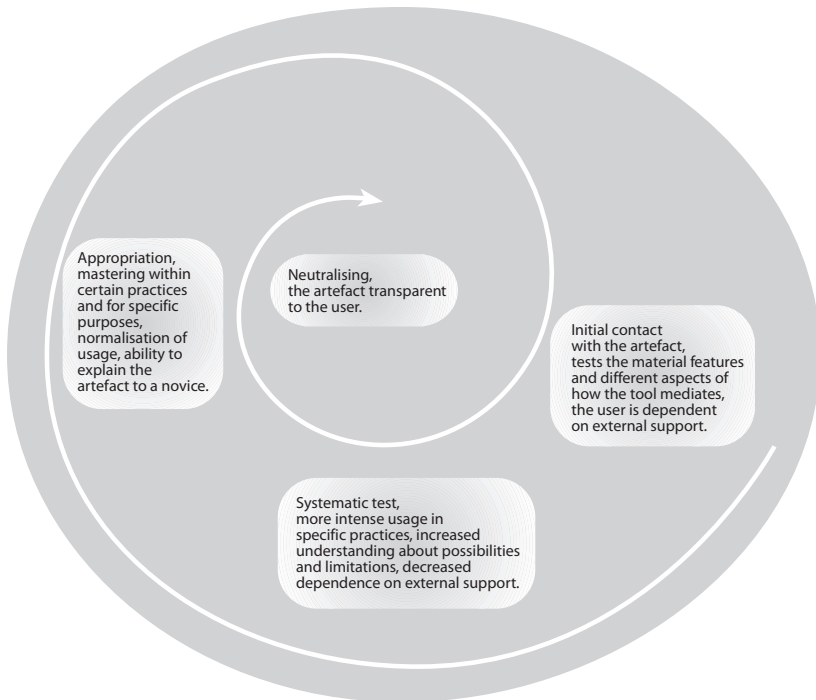 Appropriation,
mastering within
certain practices
and for specific
purposes,
normalisation of
usage, ability to
explain the
artefact to a novice.
Neutralising,
the artefact transparent
to the user.
Initial contact
with the artefact,
tests the material features
and different aspects of
how the tool mediates,
the user is dependent
on external support.
Systematic test,
more intense usage in
specific practices, increased
understanding about possibilities
and limitations, decreased
dependence on external support.